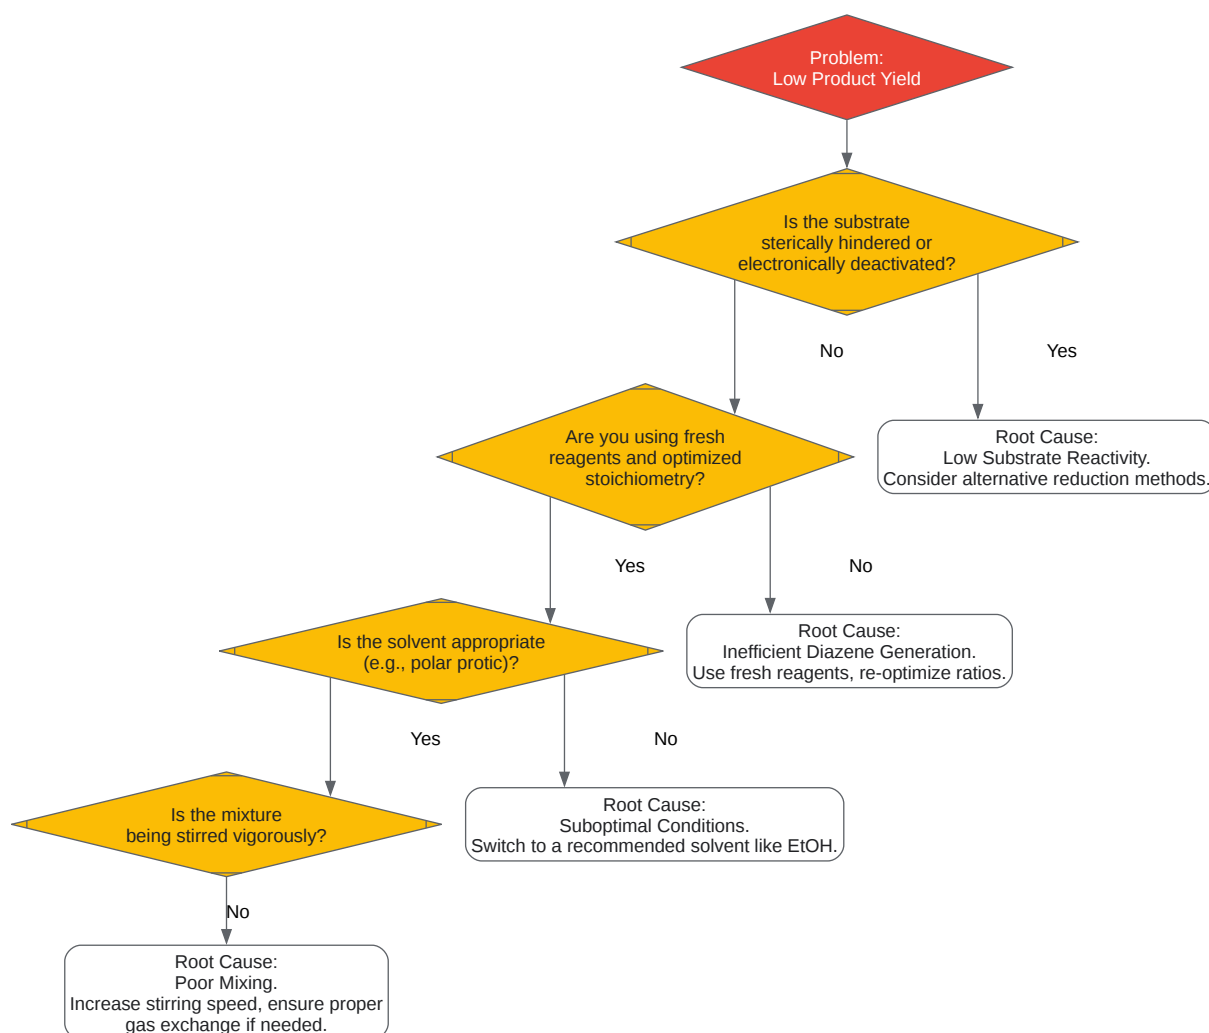 Problem:
Low Product Yield
Is the substrate
sterically hindered or
electronically deactivated?
No
Yes
Are you using fresh
reagents and optimized
stoichiometry?
Root Cause:
Low Substrate Reactivity.
Consider alternative reduction methods.
Yes
No
Is the solvent appropriate
(e.g., polar protic)?
Root Cause:
Inefficient Diazene Generation.
Use fresh reagents, re-optimize ratios.
Yes
No
Is the mixture
being stirred vigorously?
Root Cause:
Suboptimal Conditions.
Switch to a recommended solvent like EtOH.
No
Root Cause:
Poor Mixing.
Increase stirring speed, ensure proper
gas exchange if needed.